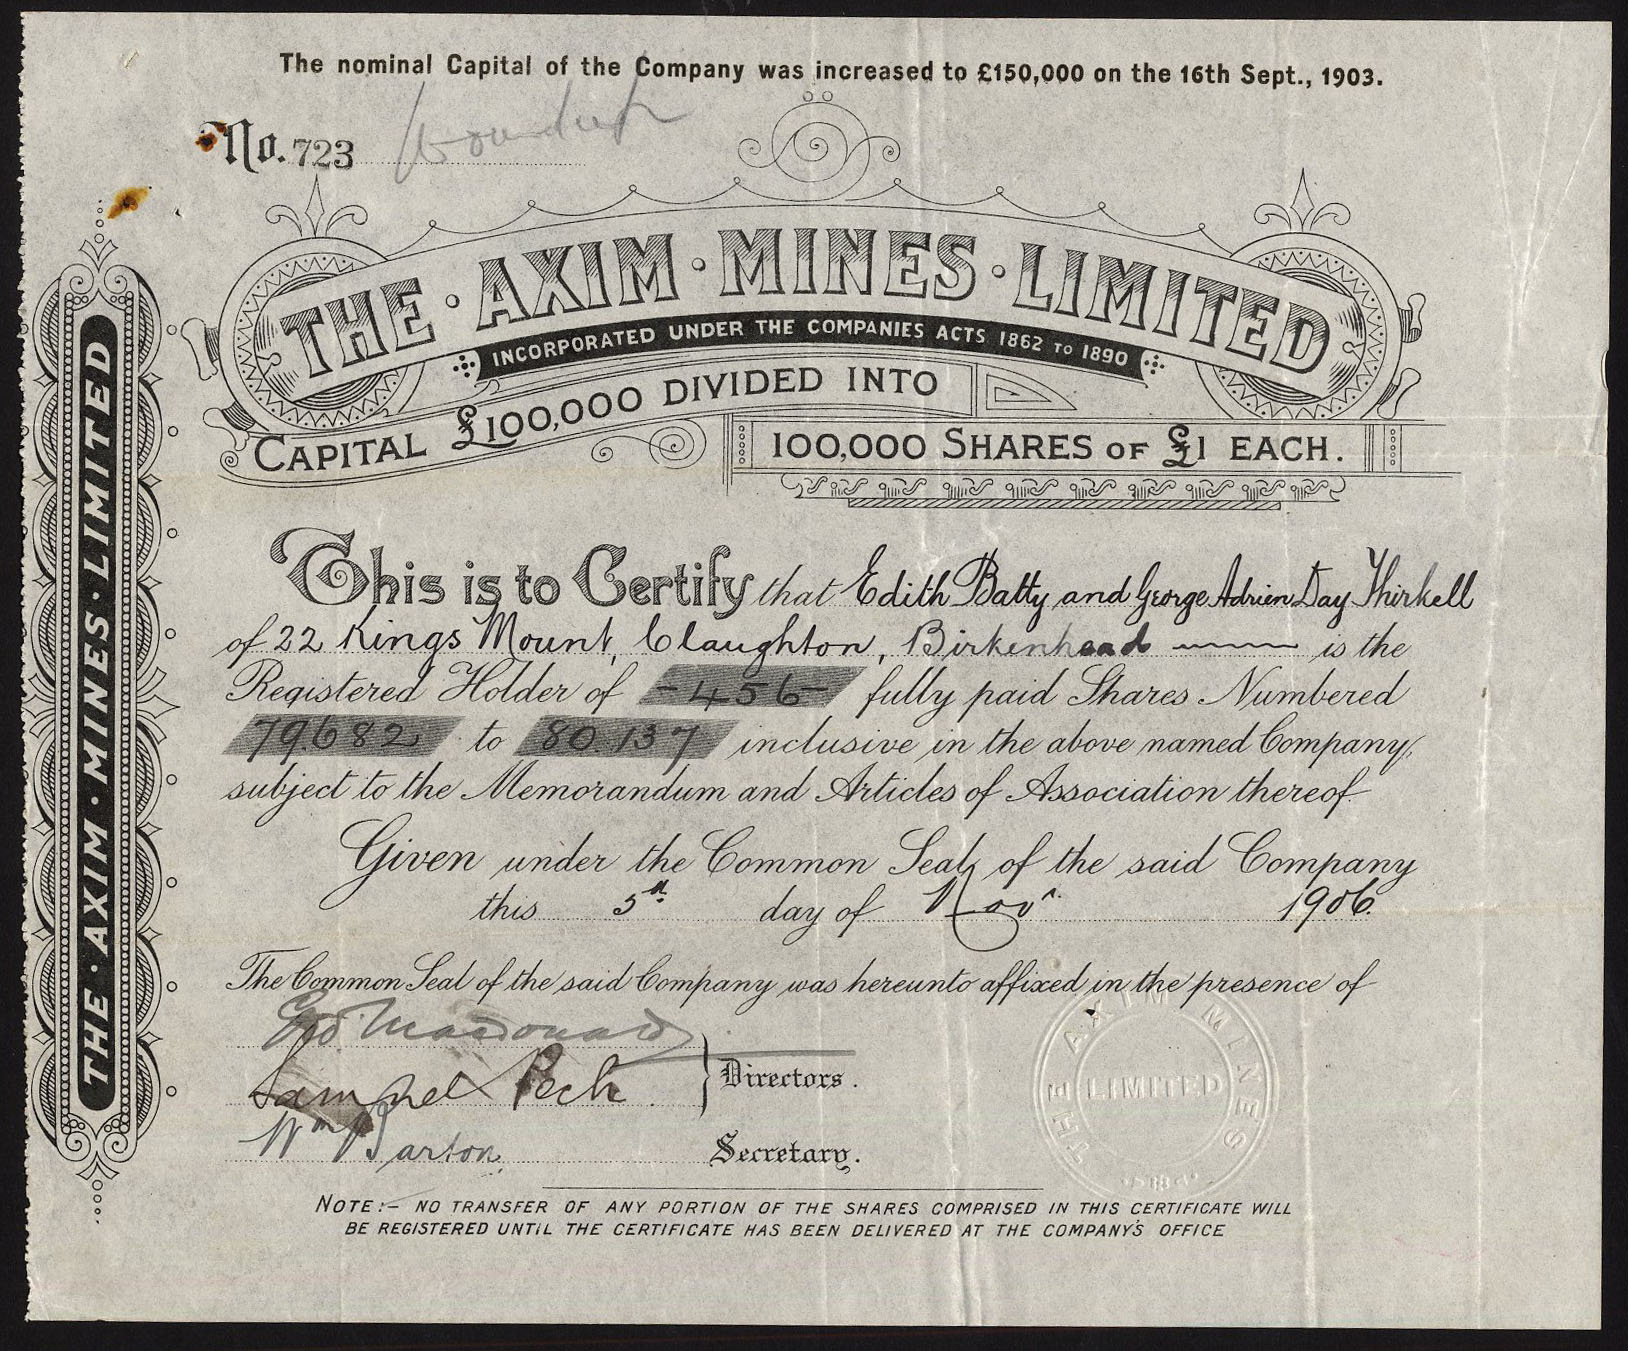 The nominal Capital of the Company was increased to £150,000 on the 16th Sept., 1903.
No. 723
THE · AXIM · MINES · LIMITED
INCORPORATED UNDER THE COMPANIES ACTS 1862 TO 1890
CAPITAL £100,000 DIVIDED INTO
100,000 SHARES OF £1 EACH.
This is to Certify that Edith Batty and George Adrien Day Thirkell
of 22 Kings Mount, Claughton, Birkenhead is the
Registered Holder of -456- fully paid Shares Numbered
79682 to 80.137 inclusive in the above named Company,
subject to the Memorandum and Articles of Association thereof.
Given under the Common Seal, of the said Company
this 5th day of Novr 1906.
The Common Seal of the said Company was hereunto affixed in the presence of
Geo. Macdonald
Samuel Peck
Directors.
Wm Barton.
Secretary.
THE AXIM MINES
LIMITED
NOTE:- NO TRANSFER OF ANY PORTION OF THE SHARES COMPRISED IN THIS CERTIFICATE WILL
BE REGISTERED UNTIL THE CERTIFICATE HAS BEEN DELIVERED AT THE COMPANY'S OFFICE
THE · AXIM · MINES · LIMITED